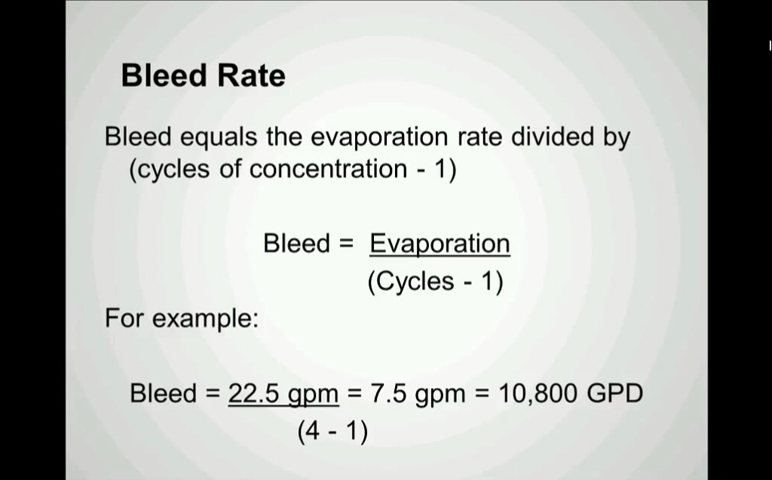 Bleed Rate
Bleed equals the evaporation rate divided by
(cycles of concentration - 1)
Bleed = Evaporation
(Cycles - 1)
For example:
Bleed = 22.5 gpm = 7.5 gpm = 10,800 GPD
(4 - 1)